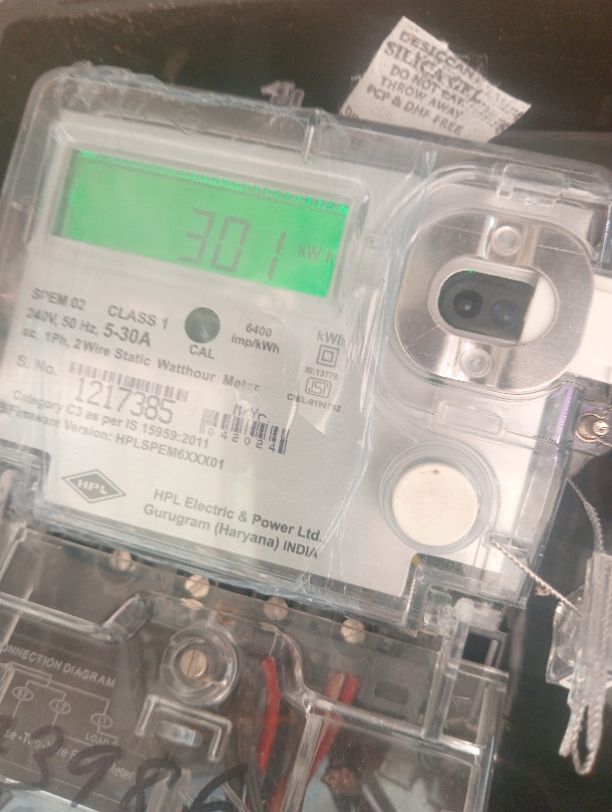 DESICCANT
SILICA GEL
DO NOT EAT
THROW AWAY
PCP & DMF FREE
301 kWh
SPEM 02 CLASS 1
240V, 50 Hz, 5-30A
CAL
6400
imp/kWh
kWh
ac 1Ph, 2Wire Static Watthour Meter
IS:13779
S. No.
1217385
Category C3 as per IS 15959:2011
Firmware Version: HPLSPEM6XXX01
HPL
HPL Electric & Power Ltd.
Gurugram (Haryana) INDIA
CONNECTION DIAGRAM
LOAD